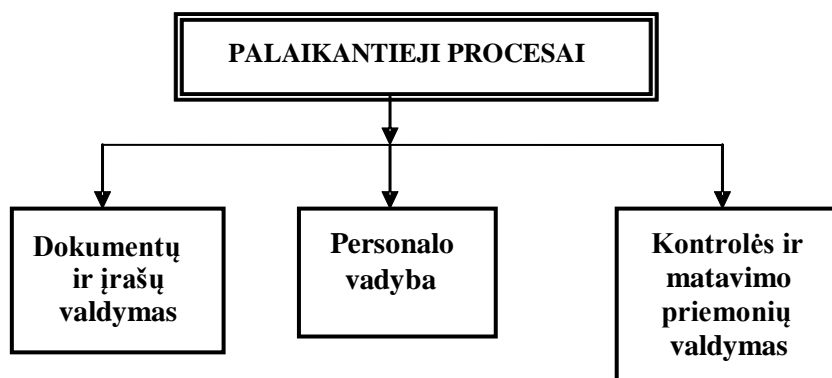 PALAIKANTIEJI PROCESAI
Dokumentų
ir įrašų
valdymas
Personalo
vadyba
Kontrolės ir
matavimo
priemonių
valdymas